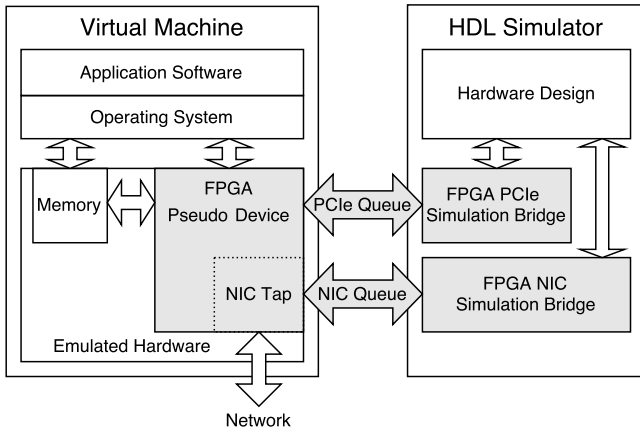 Virtual Machine
Application Software
Operating System
Memory
FPGA
Pseudo Device
NIC Tap
Emulated Hardware
Network
PCIe Queue
NIC Queue
HDL Simulator
Hardware Design
FPGA PCIe
Simulation Bridge
FPGA NIC
Simulation Bridge